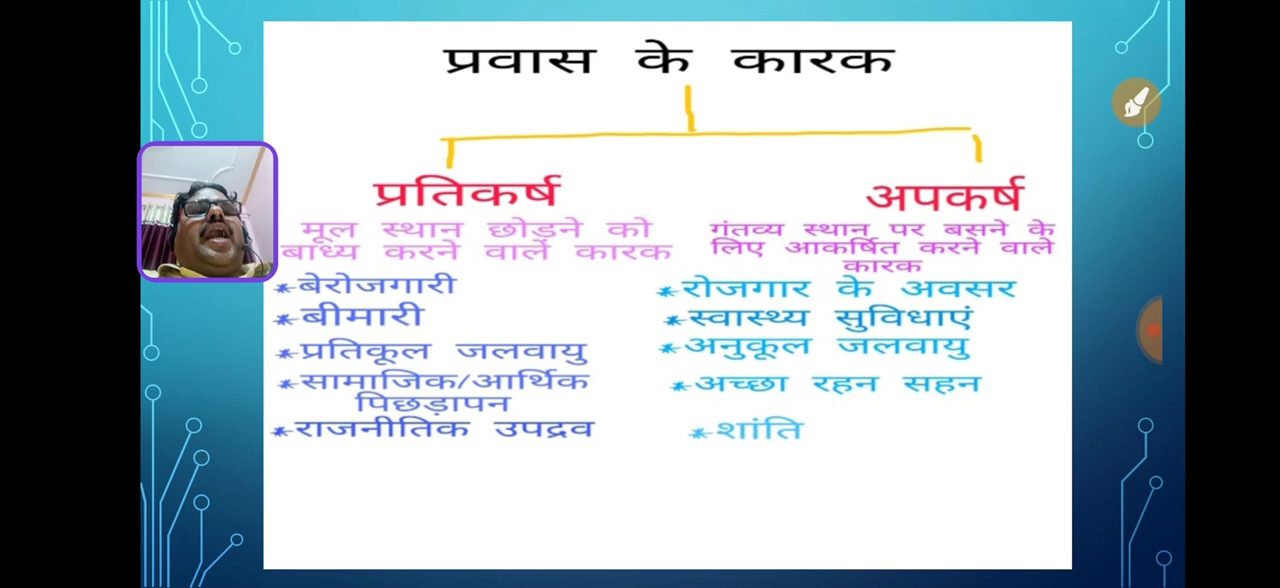 प्रवास के कारक
प्रतिकर्ष
मूल स्थान छोड़ने को
बाध्य करने वाले कारक
*बेरोजगारी
*बीमारी
*प्रतिकूल जलवायु
*सामाजिक/आर्थिक
पिछड़ापन
*राजनीतिक उपद्रव
अपकर्ष
गंतव्य स्थान पर बसने के
लिए आकर्षित करने वाले
कारक
*रोजगार के अवसर
*स्वास्थ्य सुविधाएं
*अनुकूल जलवायु
*अच्छा रहन सहन
*शांति